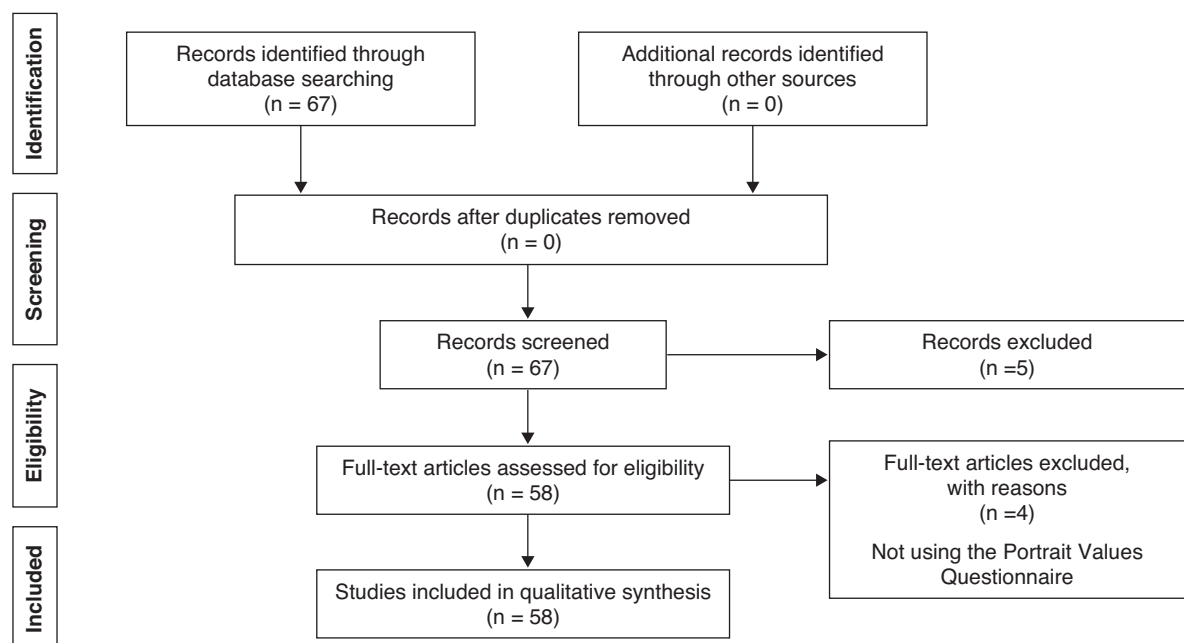 Identification
Records identified through
database searching
(n = 67)
Additional records identified
through other sources
(n = 0)
Screening
Records after duplicates removed
(n = 0)
Records screened
(n = 67)
Records excluded
(n =5)
Eligibility
Full-text articles assessed for eligibility
(n = 58)
Full-text articles excluded,
with reasons
(n =4)
Not using the Portrait Values
Questionnaire
Included
Studies included in qualitative synthesis
(n = 58)